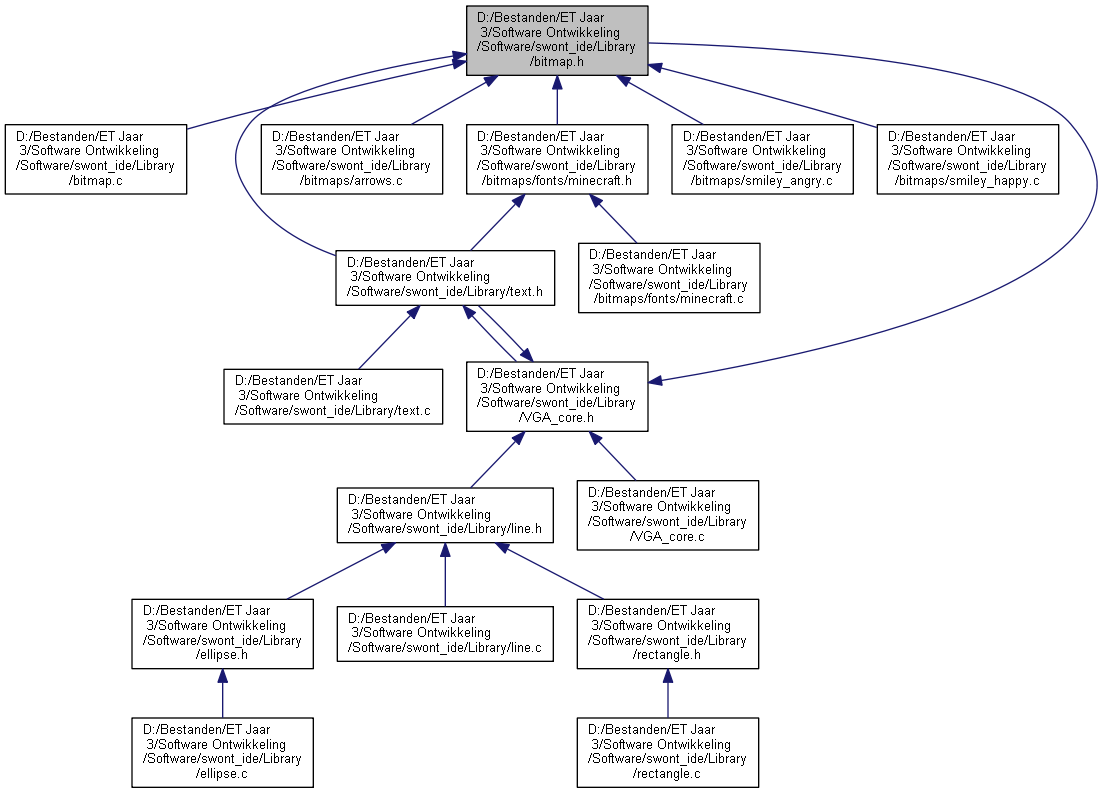 D:/Bestanden/ET Jaar
3/Software Ontwikkeling
/Software/swont_ide/Library
/bitmap.h
D:/Bestanden/ET Jaar
3/Software Ontwikkeling
/Software/swont_ide/Library
/bitmap.c
D:/Bestanden/ET Jaar
3/Software Ontwikkeling
/Software/swont_ide/Library
/bitmaps/arrows.c
D:/Bestanden/ET Jaar
3/Software Ontwikkeling
/Software/swont_ide/Library
/bitmaps/fonts/minecraft.h
D:/Bestanden/ET Jaar
3/Software Ontwikkeling
/Software/swont_ide/Library
/bitmaps/smiley_angry.c
D:/Bestanden/ET Jaar
3/Software Ontwikkeling
/Software/swont_ide/Library
/bitmaps/smiley_happy.c
D:/Bestanden/ET Jaar
3/Software Ontwikkeling
/Software/swont_ide/Library/text.h
D:/Bestanden/ET Jaar
3/Software Ontwikkeling
/Software/swont_ide/Library
/bitmaps/fonts/minecraft.c
D:/Bestanden/ET Jaar
3/Software Ontwikkeling
/Software/swont_ide/Library/text.c
D:/Bestanden/ET Jaar
3/Software Ontwikkeling
/Software/swont_ide/Library
/VGA_core.h
D:/Bestanden/ET Jaar
3/Software Ontwikkeling
/Software/swont_ide/Library/line.h
D:/Bestanden/ET Jaar
3/Software Ontwikkeling
/Software/swont_ide/Library
/VGA_core.c
D:/Bestanden/ET Jaar
3/Software Ontwikkeling
/Software/swont_ide/Library
/ellipse.h
D:/Bestanden/ET Jaar
3/Software Ontwikkeling
/Software/swont_ide/Library/line.c
D:/Bestanden/ET Jaar
3/Software Ontwikkeling
/Software/swont_ide/Library
/rectangle.h
D:/Bestanden/ET Jaar
3/Software Ontwikkeling
/Software/swont_ide/Library
/ellipse.c
D:/Bestanden/ET Jaar
3/Software Ontwikkeling
/Software/swont_ide/Library
/rectangle.c